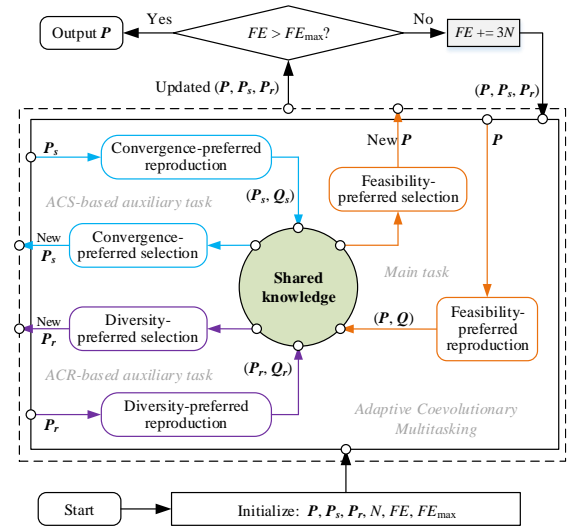 Yes
No
Output P
FE > FEmax?
FE += 3N
Updated (P, Ps, Pr)
(P, Ps, Pr)
Ps
Convergence-preferred
reproduction
New P
P
ACS-based auxiliary task
(Ps, Qs)
Feasibility-
preferred selection
New
Ps
Convergence-
preferred selection
Shared
knowledge
Main task
New
Pr
Diversity-
preferred selection
(P, Q)
Feasibility-
preferred
reproduction
ACR-based auxiliary task
(Pr, Qr)
Pr
Diversity-preferred
reproduction
Adaptive Coevolutionary
Multitasking
Start
Initialize: P, Ps, Pr, N, FE, FEmax